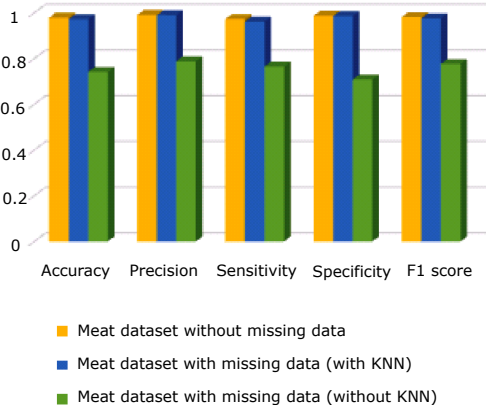 1
0.8
0.6
0.4
0.2
0
Accuracy Precision Sensitivity Specificity F1 score
Meat dataset without missing data
Meat dataset with missing data (with KNN)
Meat dataset with missing data (without KNN)